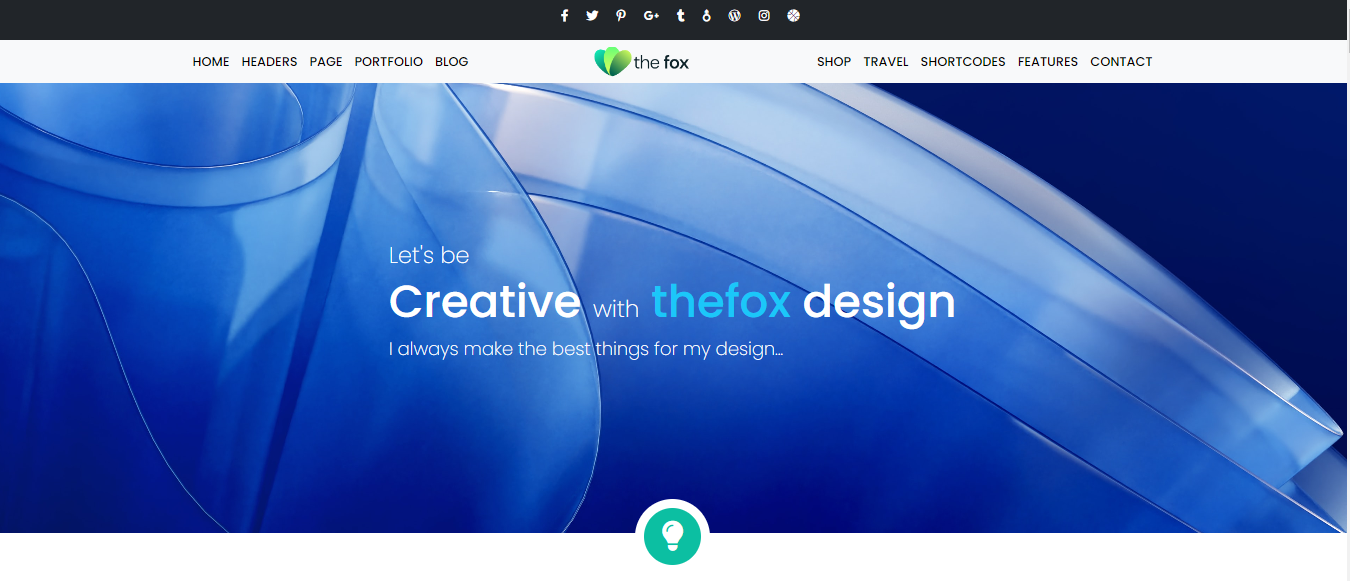 HOME HEADERS PAGE PORTFOLIO BLOG the fox SHOP TRAVEL SHORTCODES FEATURES CONTACT
Let's be
Creative with thefox design
I always make the best things for my design...